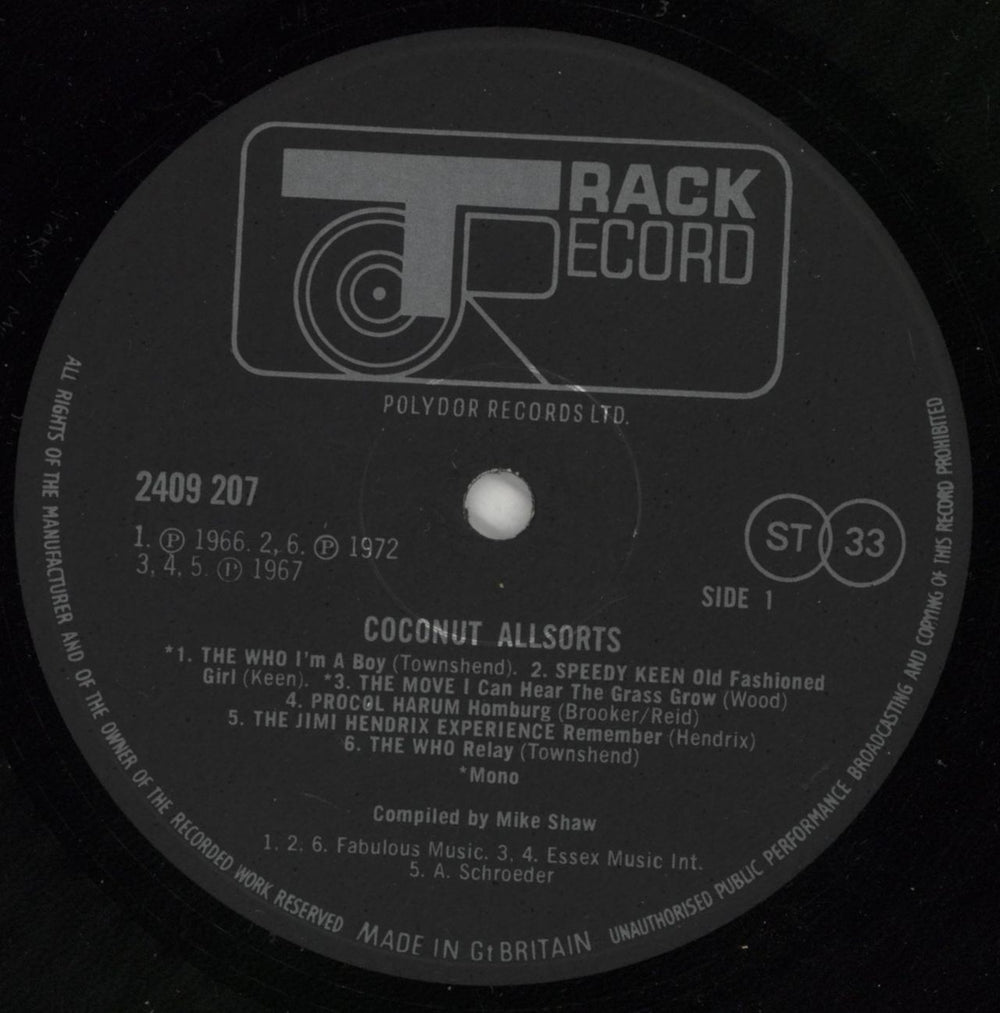 TRACK
RECORD
POLYDOR RECORDS LTD.
2409 207
1. Ⓟ 1966. 2, 6. Ⓟ 1972
3, 4, 5. Ⓟ 1967
ST 33
SIDE 1
COCONUT ALLSORTS
*1. THE WHO I'm A Boy (Townshend). 2. SPEEDY KEEN Old Fashioned
Girl (Keen). *3. THE MOVE I Can Hear The Grass Grow (Wood)
4. PROCOL HARUM Homburg (Brooker/Reid)
5. THE JIMI HENDRIX EXPERIENCE Remember (Hendrix)
6. THE WHO Relay (Townshend)
*Mono
Compiled by Mike Shaw
1. 2. 6. Fabulous Music. 3. 4. Essex Music Int.
5. A. Schroeder
ALL RIGHTS OF THE MANUFACTURER AND OF THE OWNER OF THE RECORDED WORK RESERVED MADE IN Gt BRITAIN UNAUTHORISED PUBLIC PERFORMANCE BROADCASTING AND COPYING OF THIS RECORD PROHIBITED